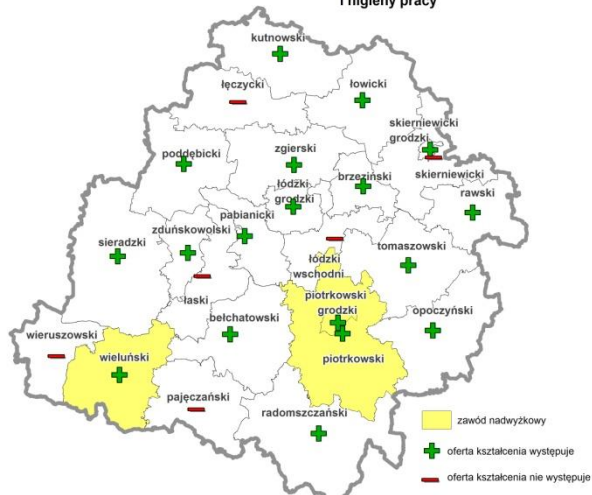 i higieny pracy
kutnowski
łęczycki
łowicki
skierniewicki
grodzki
skierniewicki
poddębicki
zgierski
brzeziński
łódzki
grodzki
rawski
sieradzki
zduńskowolski
pabianicki
tomaszowski
łódzki
wschodni
łaski
piotrkowski
grodzki
bełchatowski
opoczyński
wieruszowski
wieluński
piotrkowski
pajęczański
radomszczański
zawód nadwyżkowy
oferta kształcenia występuje
oferta kształcenia nie występuje